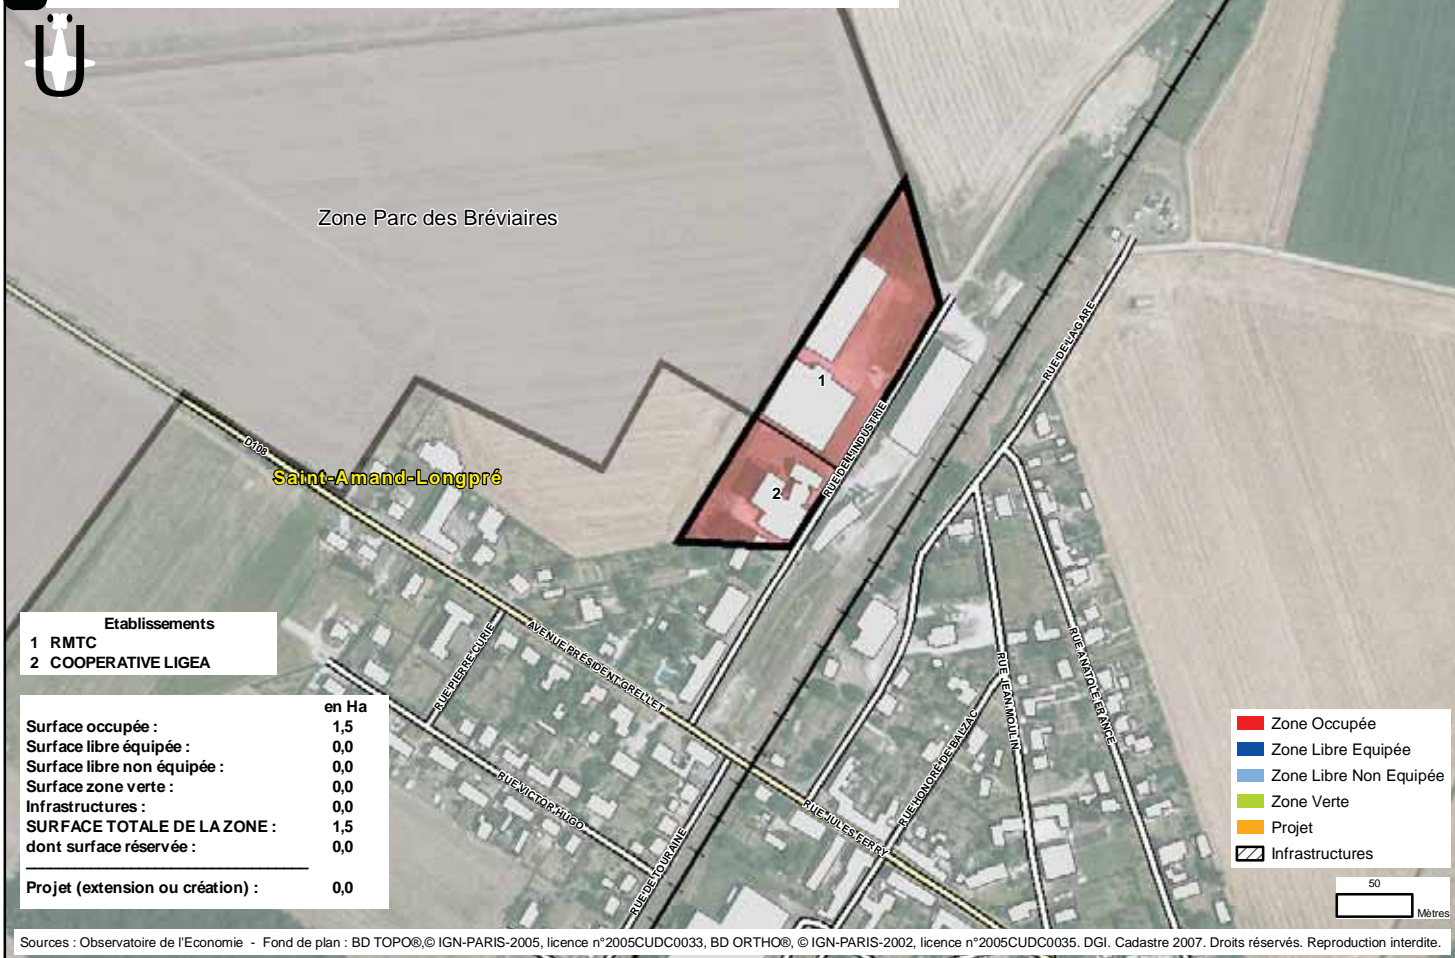 Zone Parc des Bréviaires
D108
Saint-Amand-Longpré
1
2
RUE DE L'INDUSTRIE
RUE DE LA GARE
RUE PIERRE CURIE
AVENUE PRÉSIDENT GRELLET
RUE VICTOR HUGO
RUE DE TOURAINE
RUE JULES FERRY
RUE HONORÉ DE BALZAC
RUE JEAN MOULIN
RUE ANATOLE FRANCE
Etablissements
1 RMTC
2 COOPERATIVE LIGEA
en Ha
Surface occupée : 1,5
Surface libre équipée : 0,0
Surface libre non équipée : 0,0
Surface zone verte : 0,0
Infrastructures : 0,0
SURFACE TOTALE DE LA ZONE : 1,5
dont surface réservée : 0,0
Projet (extension ou création) : 0,0
Zone Occupée
Zone Libre Equipée
Zone Libre Non Equipée
Zone Verte
Projet
Infrastructures
50
Mètres
Sources : Observatoire de l'Economie - Fond de plan : BD TOPO®,© IGN-PARIS-2005, licence n°2005CUDC0033, BD ORTHO®, © IGN-PARIS-2002, licence n°2005CUDC0035. DGI. Cadastre 2007. Droits réservés. Reproduction interdite.